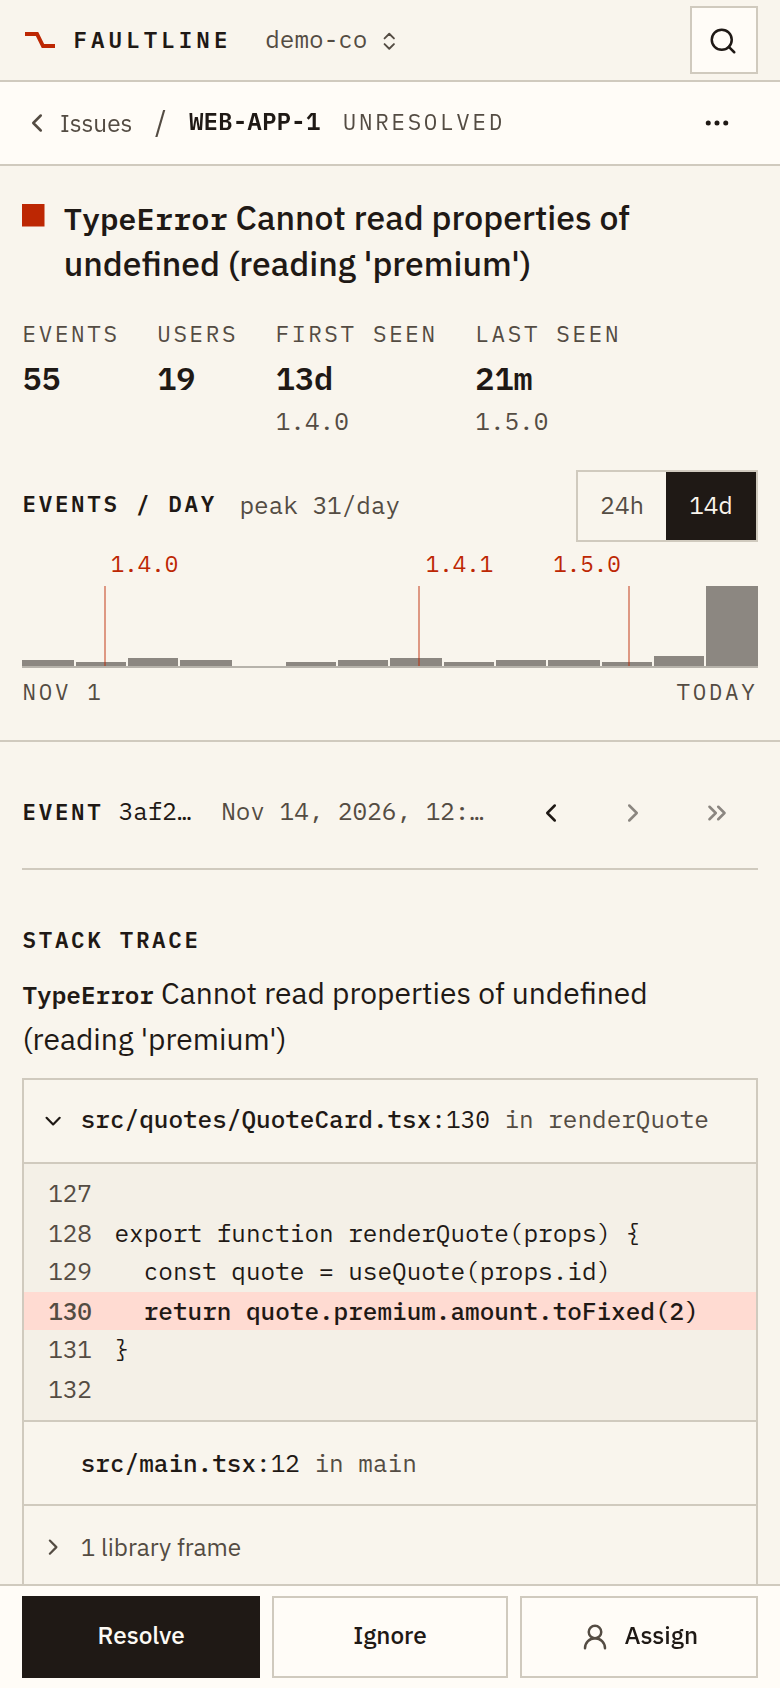 FAULTLINE demo-co
Issues / WEB-APP-1 UNRESOLVED
TypeError Cannot read properties of
undefined (reading 'premium')
EVENTS USERS FIRST SEEN LAST SEEN
55 19 13d 21m
1.4.0 1.5.0
EVENTS / DAY peak 31/day 24h 14d
1.4.0 1.4.1 1.5.0
NOV 1 TODAY
EVENT 3af2… Nov 14, 2026, 12:…
STACK TRACE
TypeError Cannot read properties of undefined
(reading 'premium')
src/quotes/QuoteCard.tsx:130 in renderQuote
127
128 export function renderQuote(props) {
129 const quote = useQuote(props.id)
130 return quote.premium.amount.toFixed(2)
131 }
132
src/main.tsx:12 in main
1 library frame
Resolve Ignore Assign